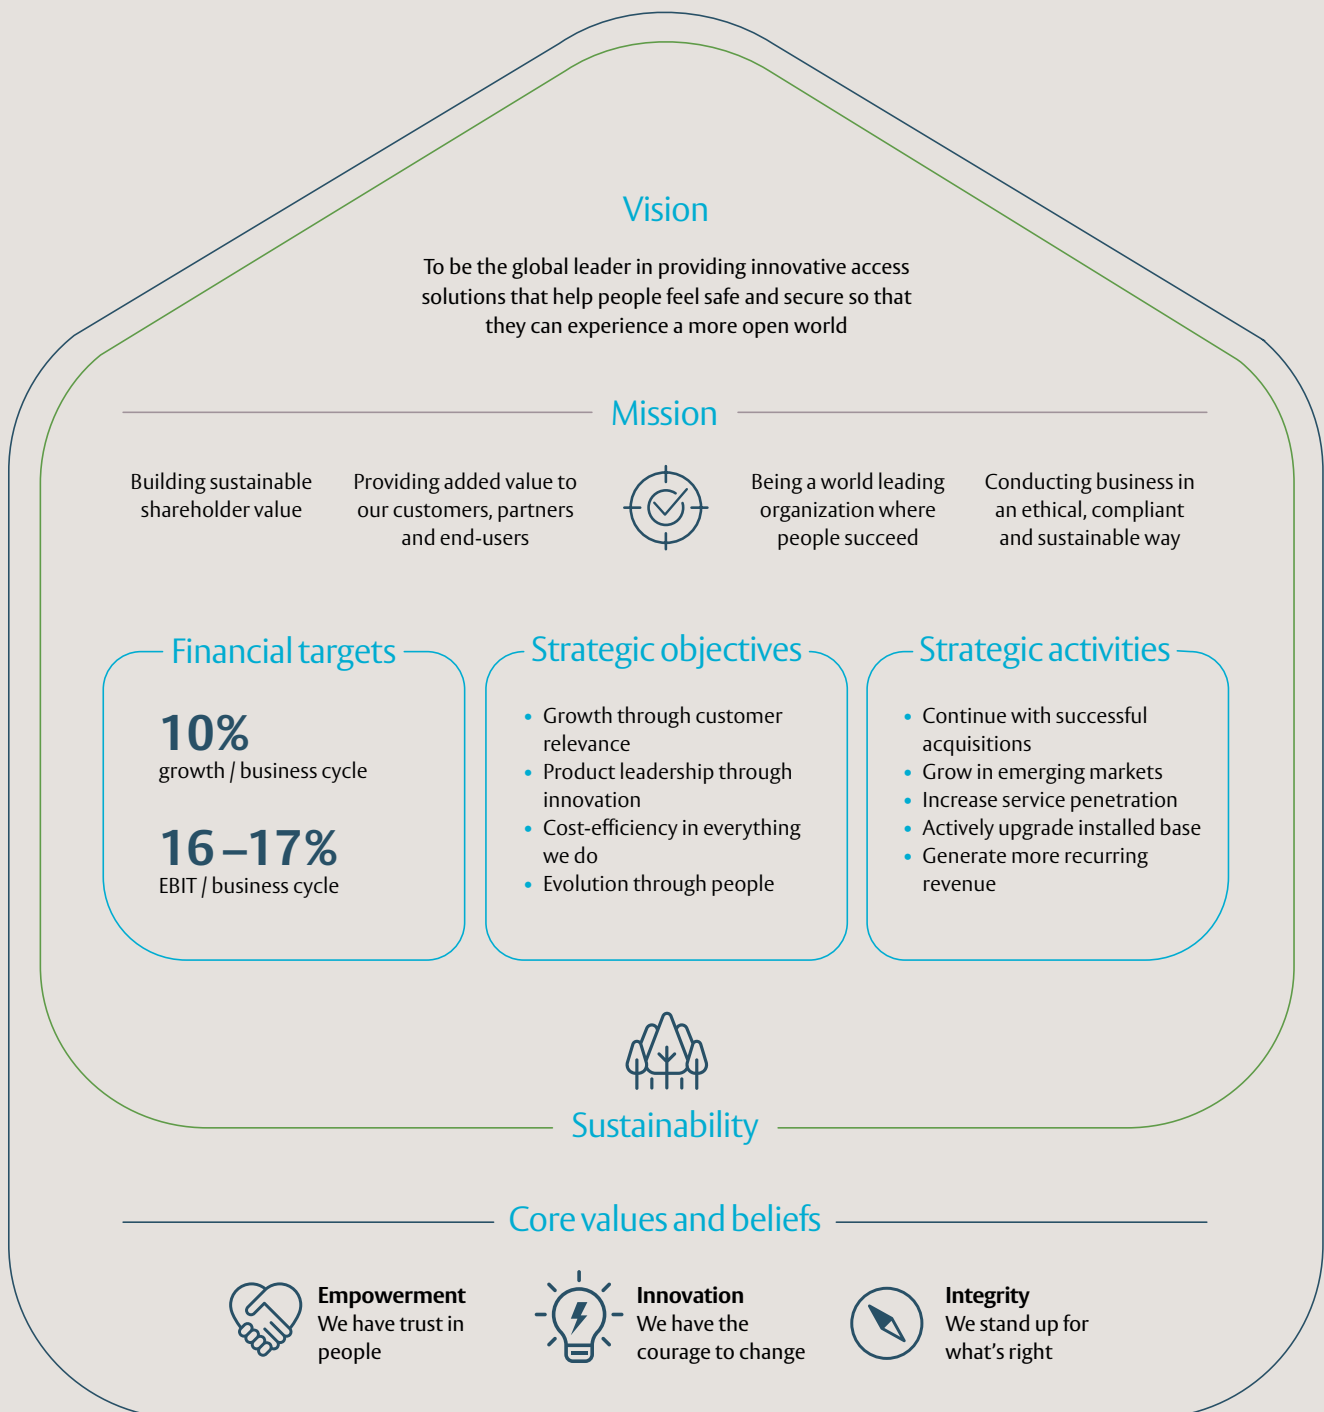 Vision
To be the global leader in providing innovative access
solutions that help people feel safe and secure so that
they can experience a more open world
Mission
Building sustainable
shareholder value
Providing added value to
our customers, partners
and end-users
Being a world leading
organization where
people succeed
Conducting business in
an ethical, compliant
and sustainable way
Financial targets
10%
growth / business cycle
16 –17%
EBIT / business cycle
Strategic objectives
• Growth through customer
relevance
• Product leadership through
innovation
• Cost-efficiency in everything
we do
• Evolution through people
Strategic activities
• Continue with successful
acquisitions
• Grow in emerging markets
• Increase service penetration
• Actively upgrade installed base
• Generate more recurring
revenue
Sustainability
Core values and beliefs
Empowerment
We have trust in
people
Innovation
We have the
courage to change
Integrity
We stand up for
what’s right